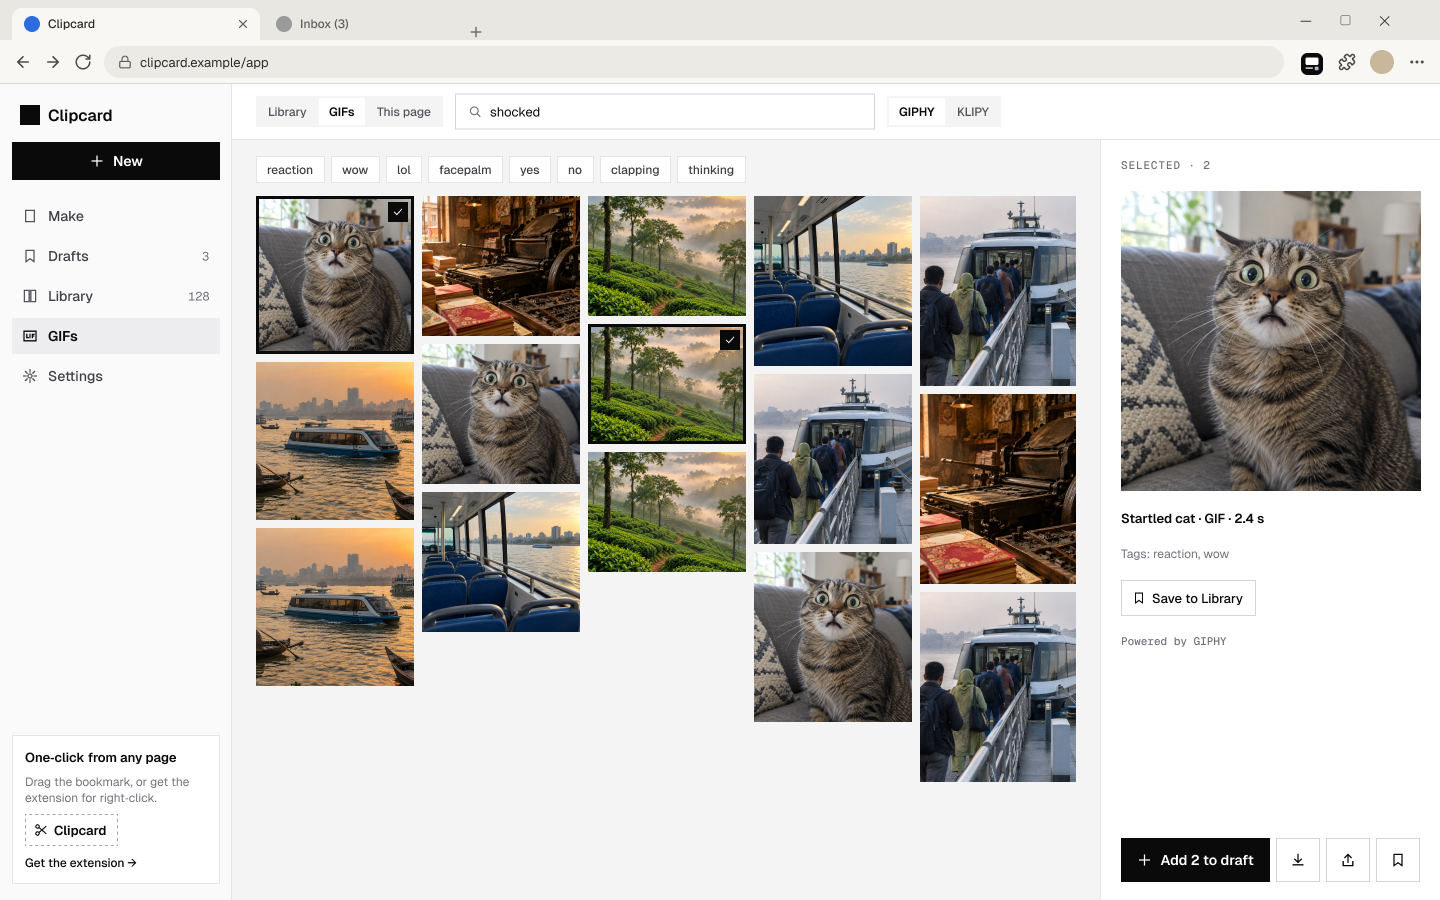 Clipcard
Inbox (3)
clipcard.example/app
Clipcard
New
Make
Drafts 3
Library 128
GIF GIFs
Settings
One-click from any page
Drag the bookmark, or get the
extension for right-click.
Clipcard
Get the extension →
Library GIFs This page
shocked
GIPHY KLIPY
reaction wow lol facepalm yes no clapping thinking
SELECTED · 2
Startled cat · GIF · 2.4 s
Tags: reaction, wow
Save to Library
Powered by GIPHY
Add 2 to draft